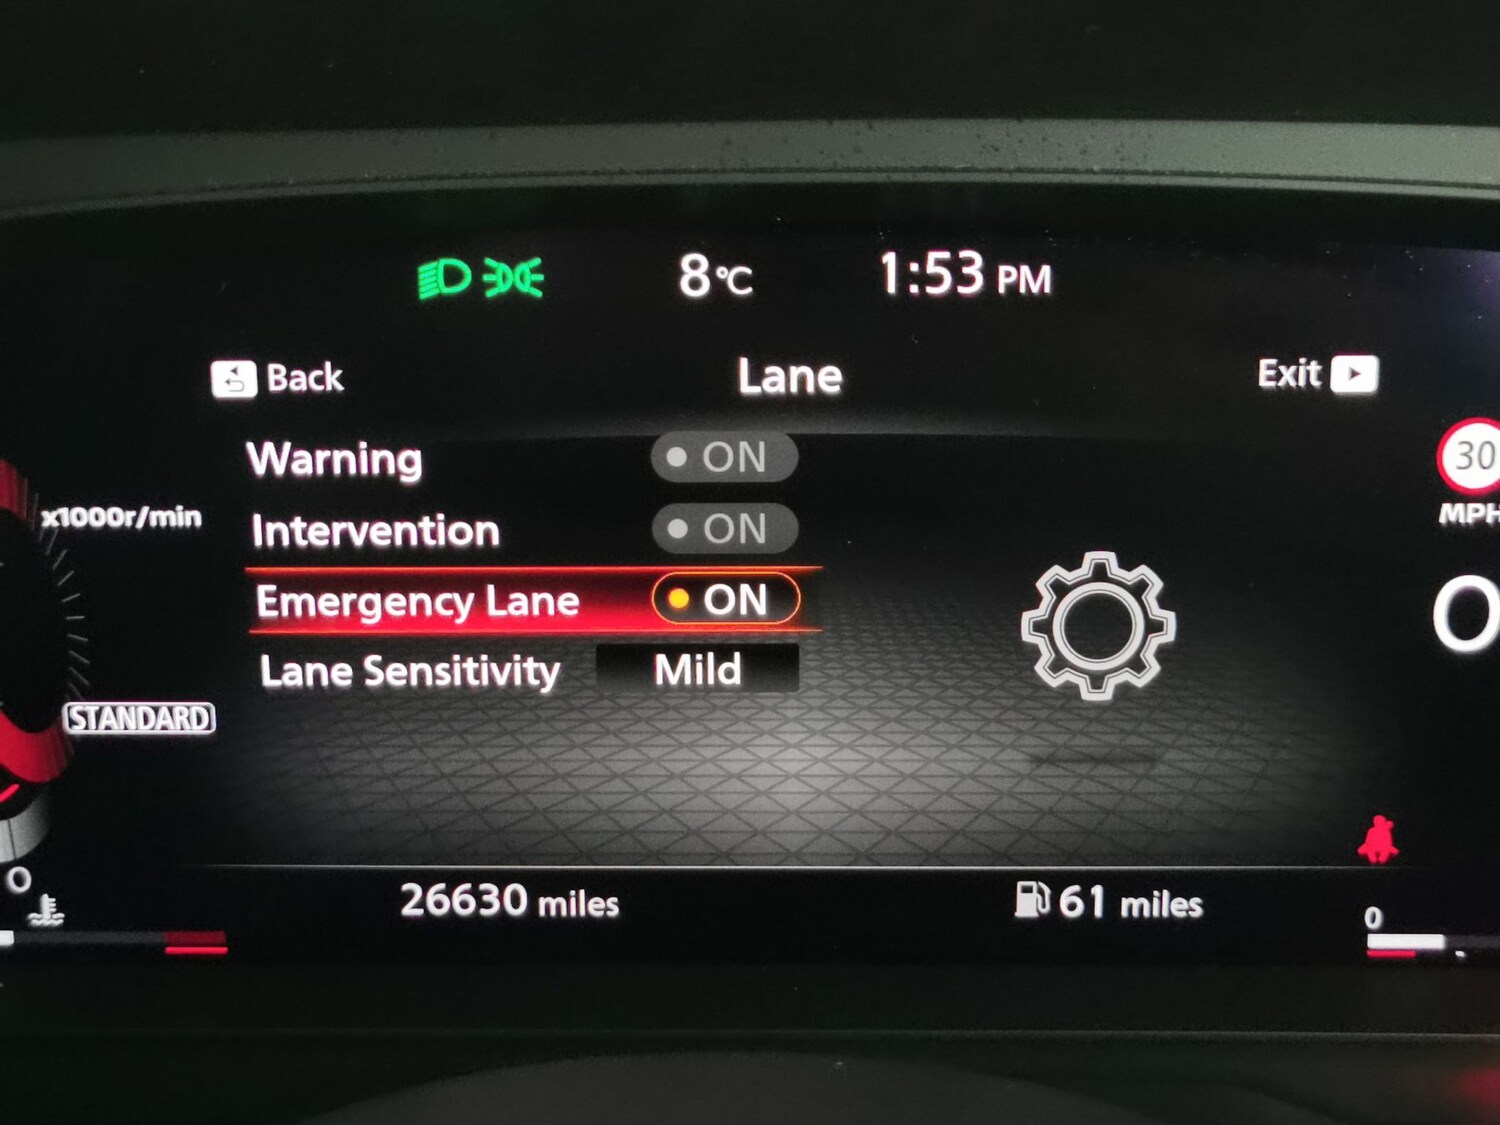 8°C 1:53 PM
Back Lane Exit
Warning ON
30
x1000r/min Intervention ON MPH
Emergency Lane ON 0
Lane Sensitivity Mild
STANDARD
0
26630 miles 61 miles
0